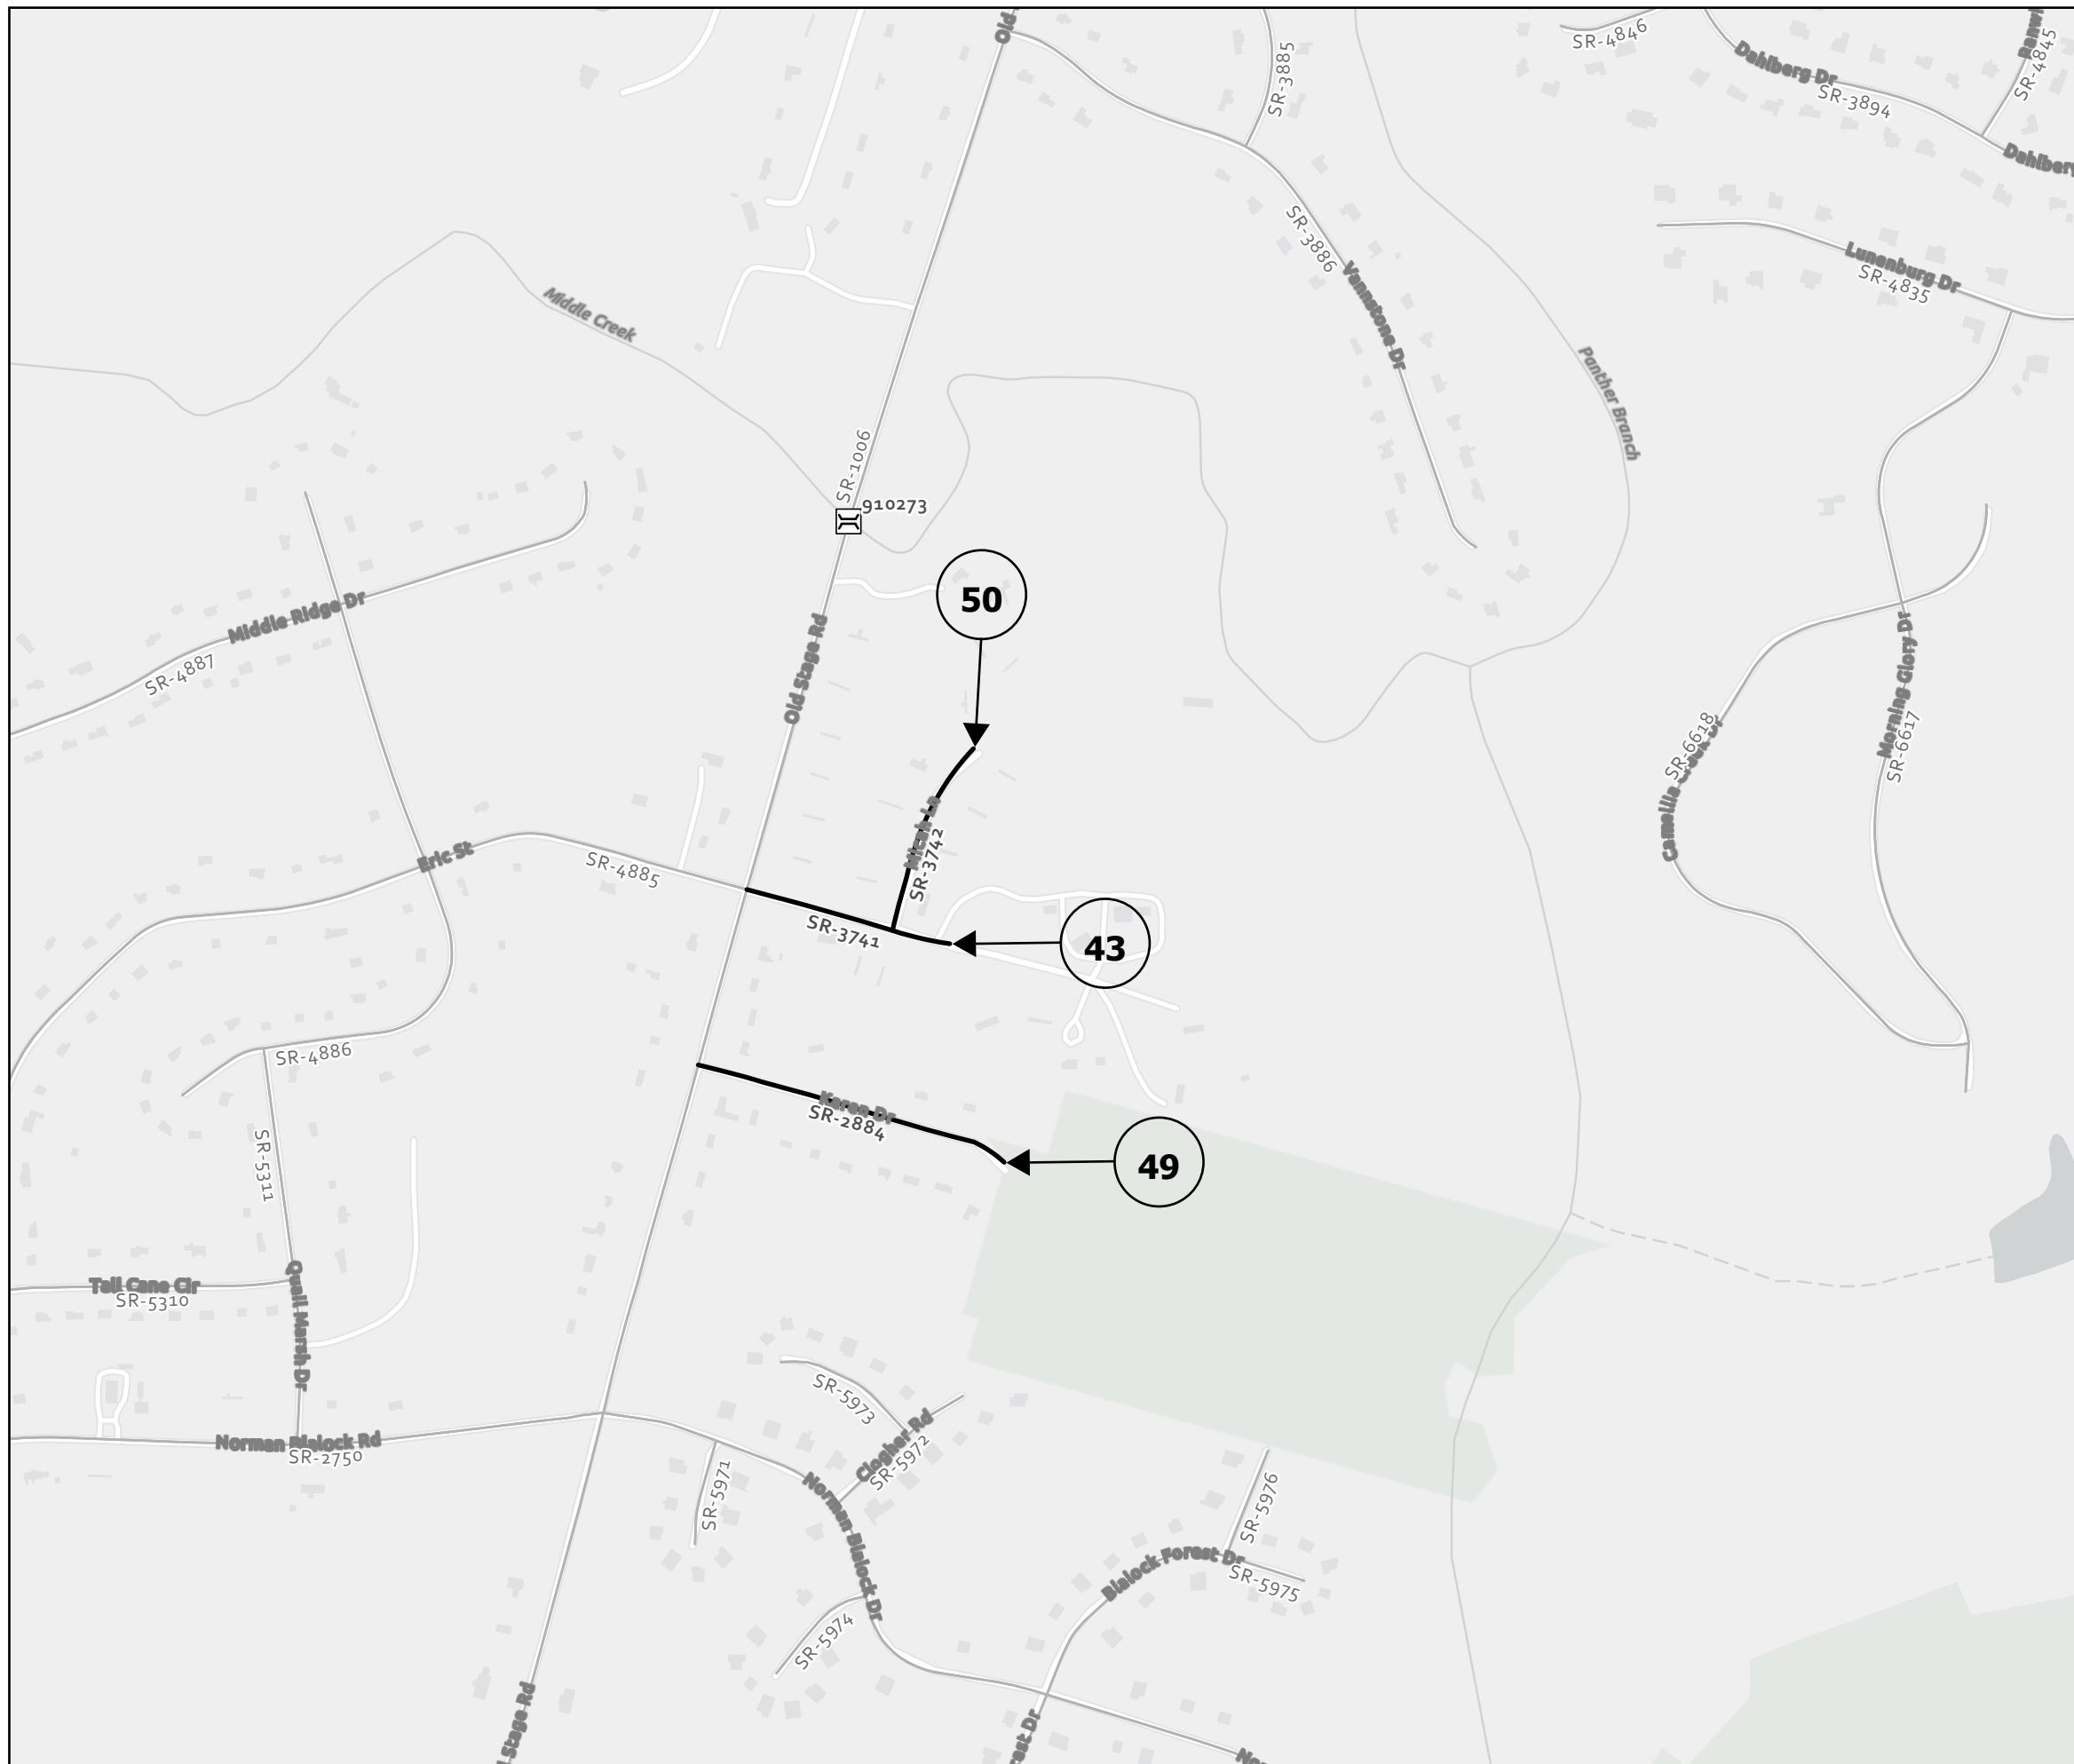 Old
SR-3885
SR-4846
Dahlberg Dr
SR-3894
SR-4845
SR-3886
Vannstone Dr
Lunenburg Dr
SR-4835
Middle Creek
Panther Branch
SR-1006
910273
50
Middle Ridge Dr
SR-4887
Old Stage Rd
Morning Glory Dr
SR-6617
SR-6618
Camellia
SR-3742
Eric St
SR-4885
SR-3741
43
SR-4886
Karen Dr
SR-2884
49
SR-5311
Tall Cane Cir
SR-5310
Quail Marsh Dr
SR-5973
Clogher Rd
SR-5972
Norman Blalock Rd
SR-2750
SR-5971
Norman Blalock Dr
SR-5976
Blalock Forest Dr
SR-5975
SR-5974
Stage Rd